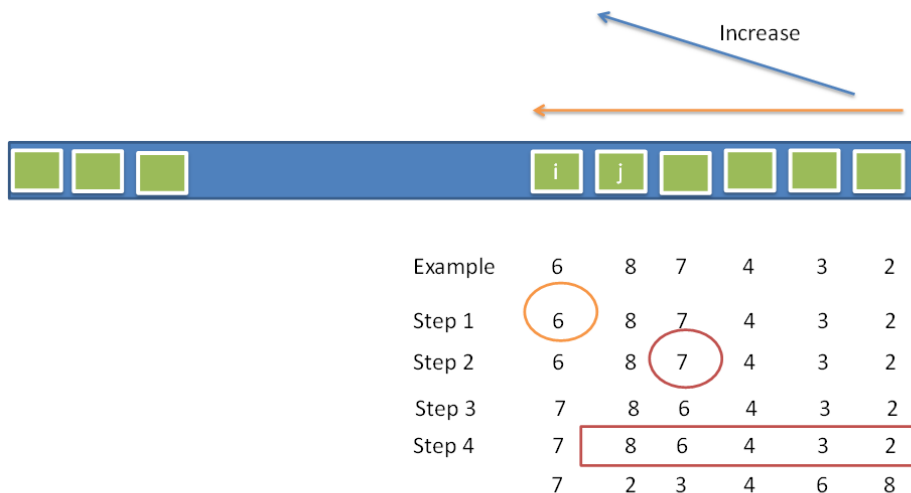 Increase
i j
Example 6 8 7 4 3 2
Step 1 6 8 7 4 3 2
Step 2 6 8 7 4 3 2
Step 3 7 8 6 4 3 2
Step 4 7 8 6 4 3 2
7 2 3 4 6 8